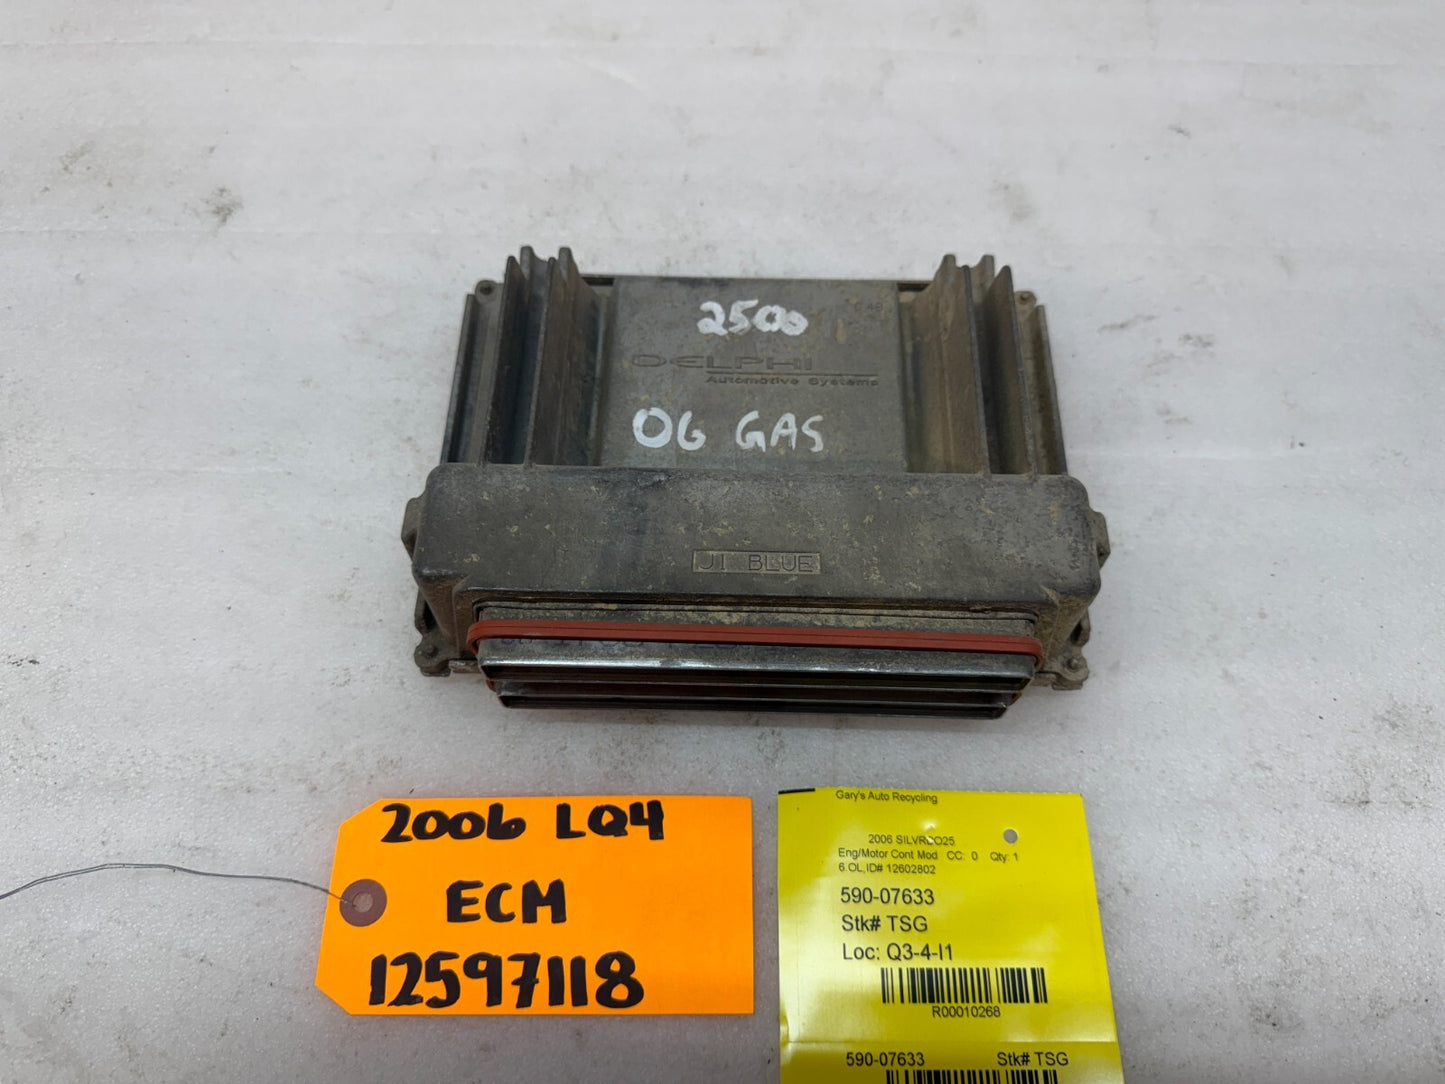 2500
DELPHI
Automotive Systems
06 GAS
J1 BLUE
2006 LQ4
ECM
12597118
Gary's Auto Recycling
2006 SILVRDO25
Eng/Motor Cont Mod CC: 0 Qty: 1
6 OL,ID# 12602802
590-07633
Stk# TSG
Loc: Q3-4-I1
R00010268
590-07633 Stk# TSG